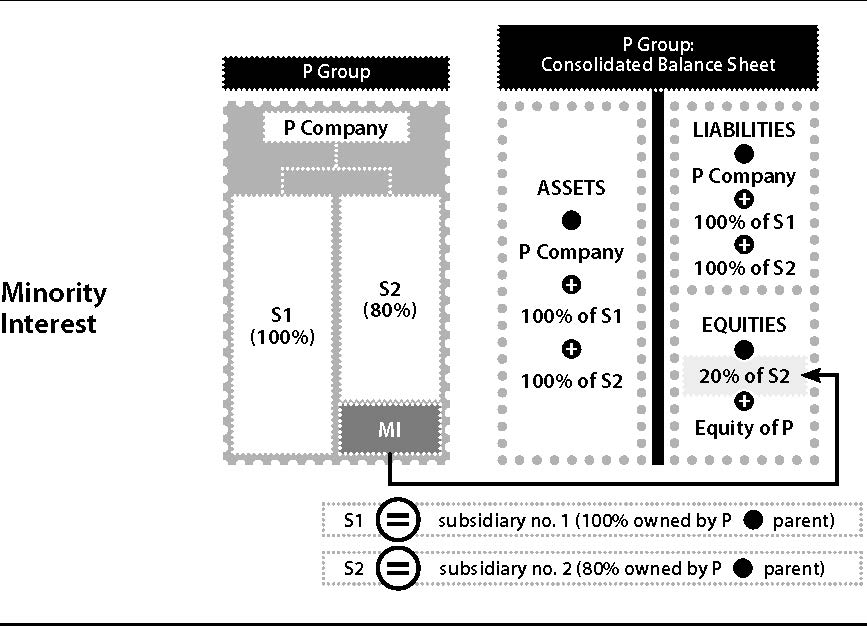 Minority
Interest
P Group
P Company
S1
(100%)
S2
(80%)
MI
P Group:
Consolidated Balance Sheet
ASSETS
P Company
+
100% of S1
+
100% of S2
LIABILITIES
P Company
+
100% of S1
+
100% of S2
EQUITIES
20% of S2
+
Equity of P
S1 = subsidiary no. 1 (100% owned by P ● parent)
S2 = subsidiary no. 2 (80% owned by P ● parent)